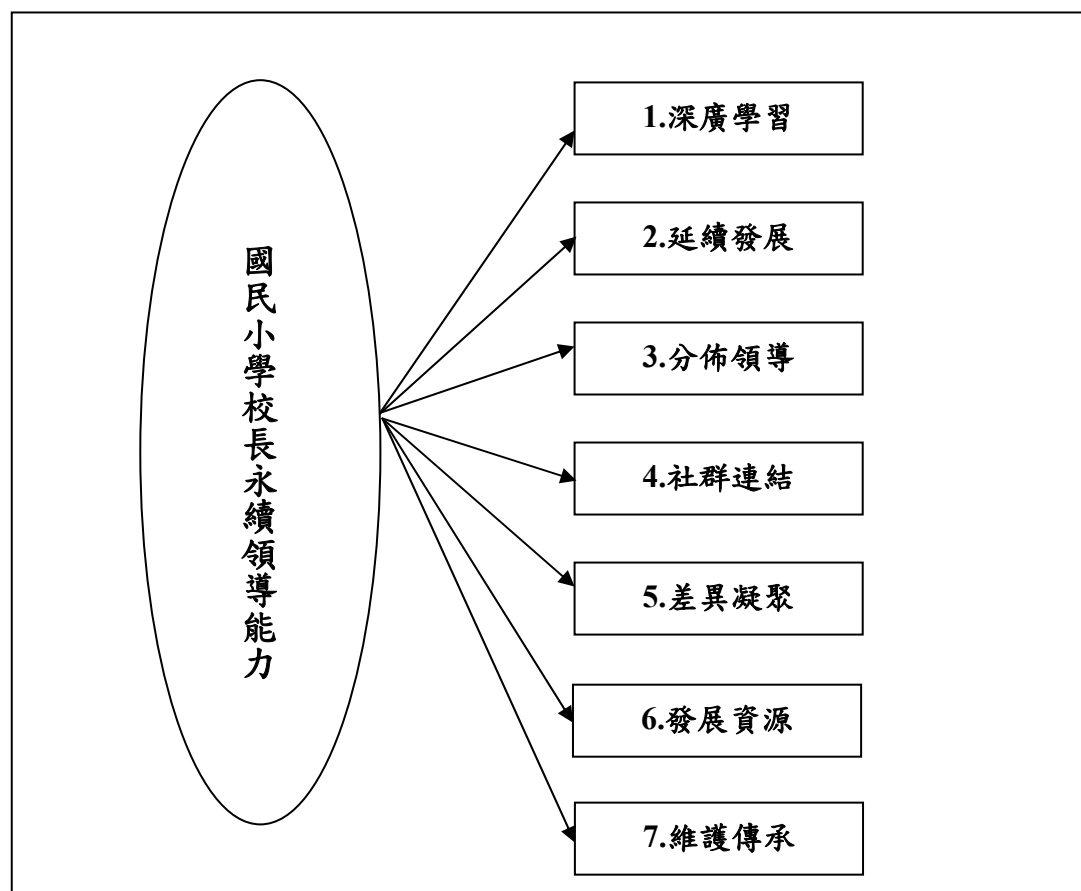 國民小學校長永續領導能力
1.深廣學習
2.延續發展
3.分佈領導
4.社群連結
5.差異凝聚
6.發展資源
7.維護傳承